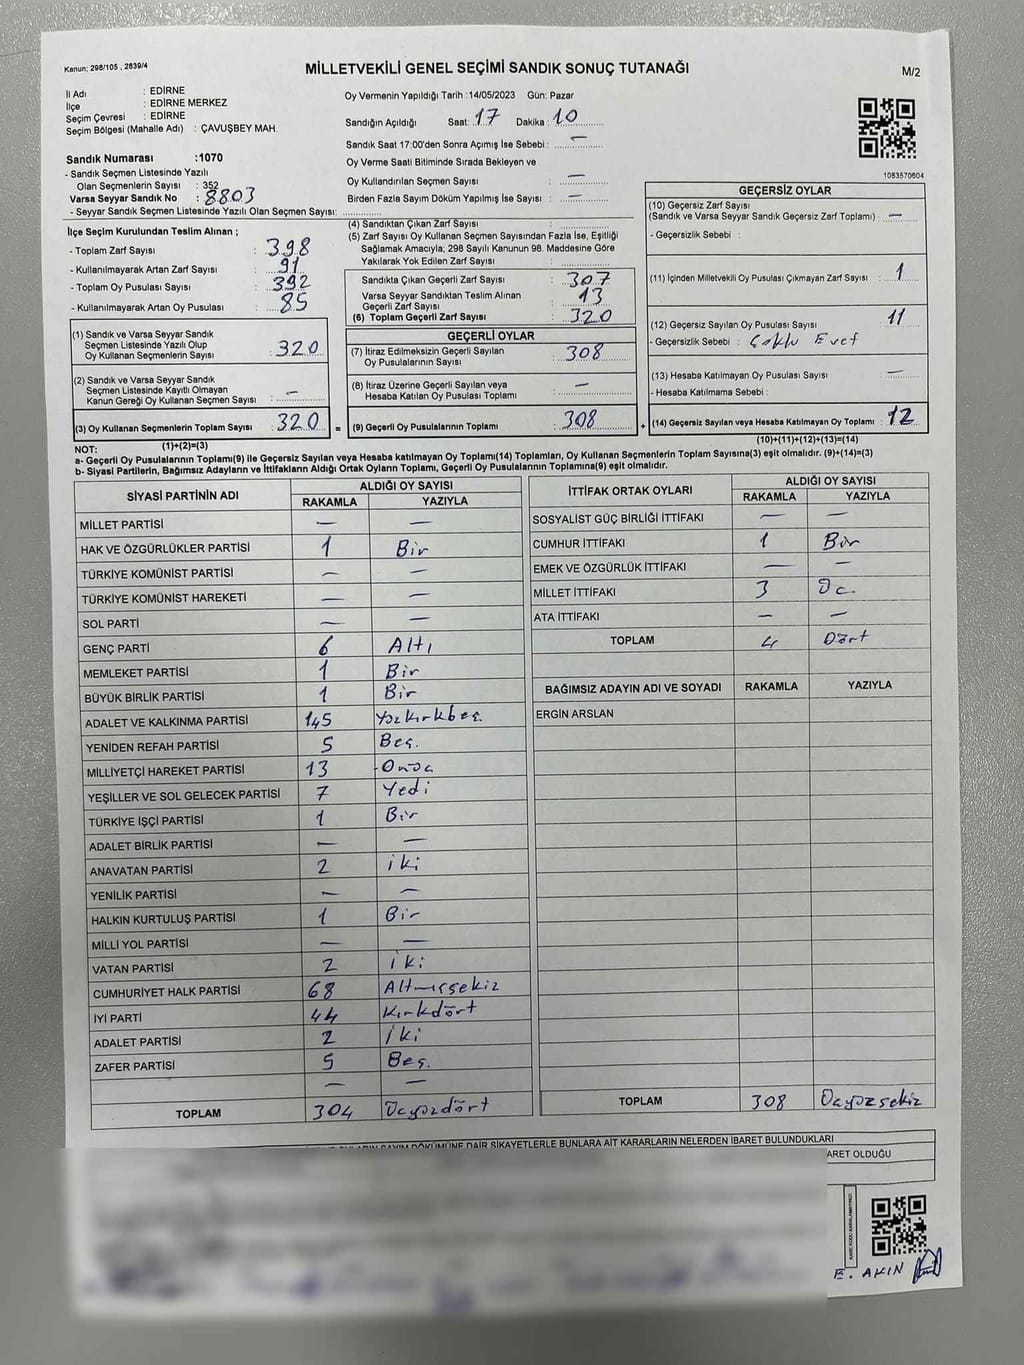 Kanun: 298/105 , 2839/4
MİLLETVEKİLİ GENEL SEÇİMİ SANDIK SONUÇ TUTANAĞI
M/2
İl Adı : EDİRNE
İlçe : EDİRNE MERKEZ
Seçim Çevresi : EDİRNE
Seçim Bölgesi (Mahalle Adı) : ÇAVUŞBEY MAH.
Oy Vermenin Yapıldığı Tarih :14/05/2023 Gün: Pazar
Sandığın Açıldığı Saat: 17 Dakika : 10
Sandık Saat 17:00'den Sonra Açımış İse Sebebi : —
Oy Verme Saati Bitiminde Sırada Bekleyen ve
Oy Kullandırılan Seçmen Sayısı : —
Birden Fazla Sayım Döküm Yapılmış İse Sayısı : —
1083570604
Sandık Numarası :1070
- Sandık Seçmen Listesinde Yazılı
Olan Seçmenlerin Sayısı : 352
Varsa Seyyar Sandık No : 8803
- Seyyar Sandık Seçmen Listesinde Yazılı Olan Seçmen Sayısı:
İlçe Seçim Kurulundan Teslim Alınan ;
- Toplam Zarf Sayısı : 398
- Kullanılmayarak Artan Zarf Sayısı : 91
- Toplam Oy Pusulası Sayısı : 392
- Kullanılmayarak Artan Oy Pusulası : 85
(1) Sandık ve Varsa Seyyar Sandık
Seçmen Listesinde Yazılı Olup
Oy Kullanan Seçmenlerin Sayısı : 320
(2) Sandık ve Varsa Seyyar Sandık
Seçmen Listesinde Kayıtlı Olmayan
Kanun Gereği Oy Kullanan Seçmen Sayısı : —
(3) Oy Kullanan Seçmenlerin Toplam Sayısı : 320 =
(4) Sandıktan Çıkan Zarf Sayısı :
(5) Zarf Sayısı Oy Kullanan Seçmen Sayısından Fazla İse, Eşitliği
Sağlamak Amacıyla; 298 Sayılı Kanunun 98. Maddesine Göre
Yakılarak Yok Edilen Zarf Sayısı :
Sandıkta Çıkan Geçerli Zarf Sayısı : 307
Varsa Seyyar Sandıktan Teslim Alınan
Geçerli Zarf Sayısı : 13
(6) Toplam Geçerli Zarf Sayısı : 320
GEÇERLİ OYLAR
(7) İtiraz Edilmeksizin Geçerli Sayılan
Oy Pusulalarının Sayısı : 308
(8) İtiraz Üzerine Geçerli Sayılan veya
Hesaba Katılan Oy Pusulası Toplamı : —
(9) Geçerli Oy Pusulalarının Toplamı : 308 +
GEÇERSİZ OYLAR
(10) Geçersiz Zarf Sayısı
(Sandık ve Varsa Seyyar Sandık Geçersiz Zarf Toplamı) : —
- Geçersizlik Sebebi :
(11) İçinden Milletvekili Oy Pusulası Çıkmayan Zarf Sayısı : 1
(12) Geçersiz Sayılan Oy Pusulası Sayısı : 11
- Geçersizlik Sebebi : Çoklu Evet
(13) Hesaba Katılmayan Oy Pusulası Sayısı : —
- Hesaba Katılmama Sebebi :
(14) Geçersiz Sayılan veya Hesaba Katılmayan Oy Toplamı : 12
NOT: (1)+(2)=(3)
(10)+(11)+(12)+(13)=(14)
a- Geçerli Oy Pusulalarının Toplamı(9) ile Geçersiz Sayılan veya Hesaba katılmayan Oy Toplamı(14) Toplamları, Oy Kullanan Seçmenlerin Toplam Sayısına(3) eşit olmalıdır. (9)+(14)=(3)
b- Siyasi Partilerin, Bağımsız Adayların ve İttifakların Aldığı Ortak Oyların Toplamı, Geçerli Oy Pusulalarının Toplamına(9) eşit olmalıdır.
SİYASİ PARTİNİN ADI ALDIĞI OY SAYISI
RAKAMLA YAZIYLA
MİLLET PARTİSİ — —
HAK VE ÖZGÜRLÜKLER PARTİSİ 1 Bir
TÜRKİYE KOMÜNİST PARTİSİ — —
TÜRKİYE KOMÜNİST HAREKETİ — —
SOL PARTİ — —
GENÇ PARTİ 6 Altı
MEMLEKET PARTİSİ 1 Bir
BÜYÜK BİRLİK PARTİSİ 1 Bir
ADALET VE KALKINMA PARTİSİ 145 Yüzkırkbeş.
YENİDEN REFAH PARTİSİ 5 Beş.
MİLLİYETÇİ HAREKET PARTİSİ 13 Onüç
YEŞİLLER VE SOL GELECEK PARTİSİ 7 Yedi
TÜRKİYE İŞÇİ PARTİSİ 1 Bir
ADALET BİRLİK PARTİSİ — —
ANAVATAN PARTİSİ 2 iki
YENİLİK PARTİSİ — —
HALKIN KURTULUŞ PARTİSİ 1 Bir
MİLLİ YOL PARTİSİ — —
VATAN PARTİSİ 2 iki
CUMHURİYET HALK PARTİSİ 68 Altmışsekiz
İYİ PARTİ 44 Kırkdört
ADALET PARTİSİ 2 İki
ZAFER PARTİSİ 5 Beş.
— —
TOPLAM 304 Üçyüzdört
İTTİFAK ORTAK OYLARI ALDIĞI OY SAYISI
RAKAMLA YAZIYLA
SOSYALİST GÜÇ BİRLİĞİ İTTİFAKI — —
CUMHUR İTTİFAKI 1 Bir
EMEK VE ÖZGÜRLÜK İTTİFAKI — —
MİLLET İTTİFAKI 3 Üç.
ATA İTTİFAKI — —
TOPLAM 4 Dört
BAĞIMSIZ ADAYIN ADI VE SOYADI RAKAMLA YAZIYLA
ERGİN ARSLAN
TOPLAM 308 Üçyüzsekiz
SAYIM DÖKÜMÜNE DAİR ŞİKAYETLERLE BUNLARA AİT KARARLARIN NELERDEN İBARET BULUNDUKLARI
ARET OLDUĞU
E. AKIN